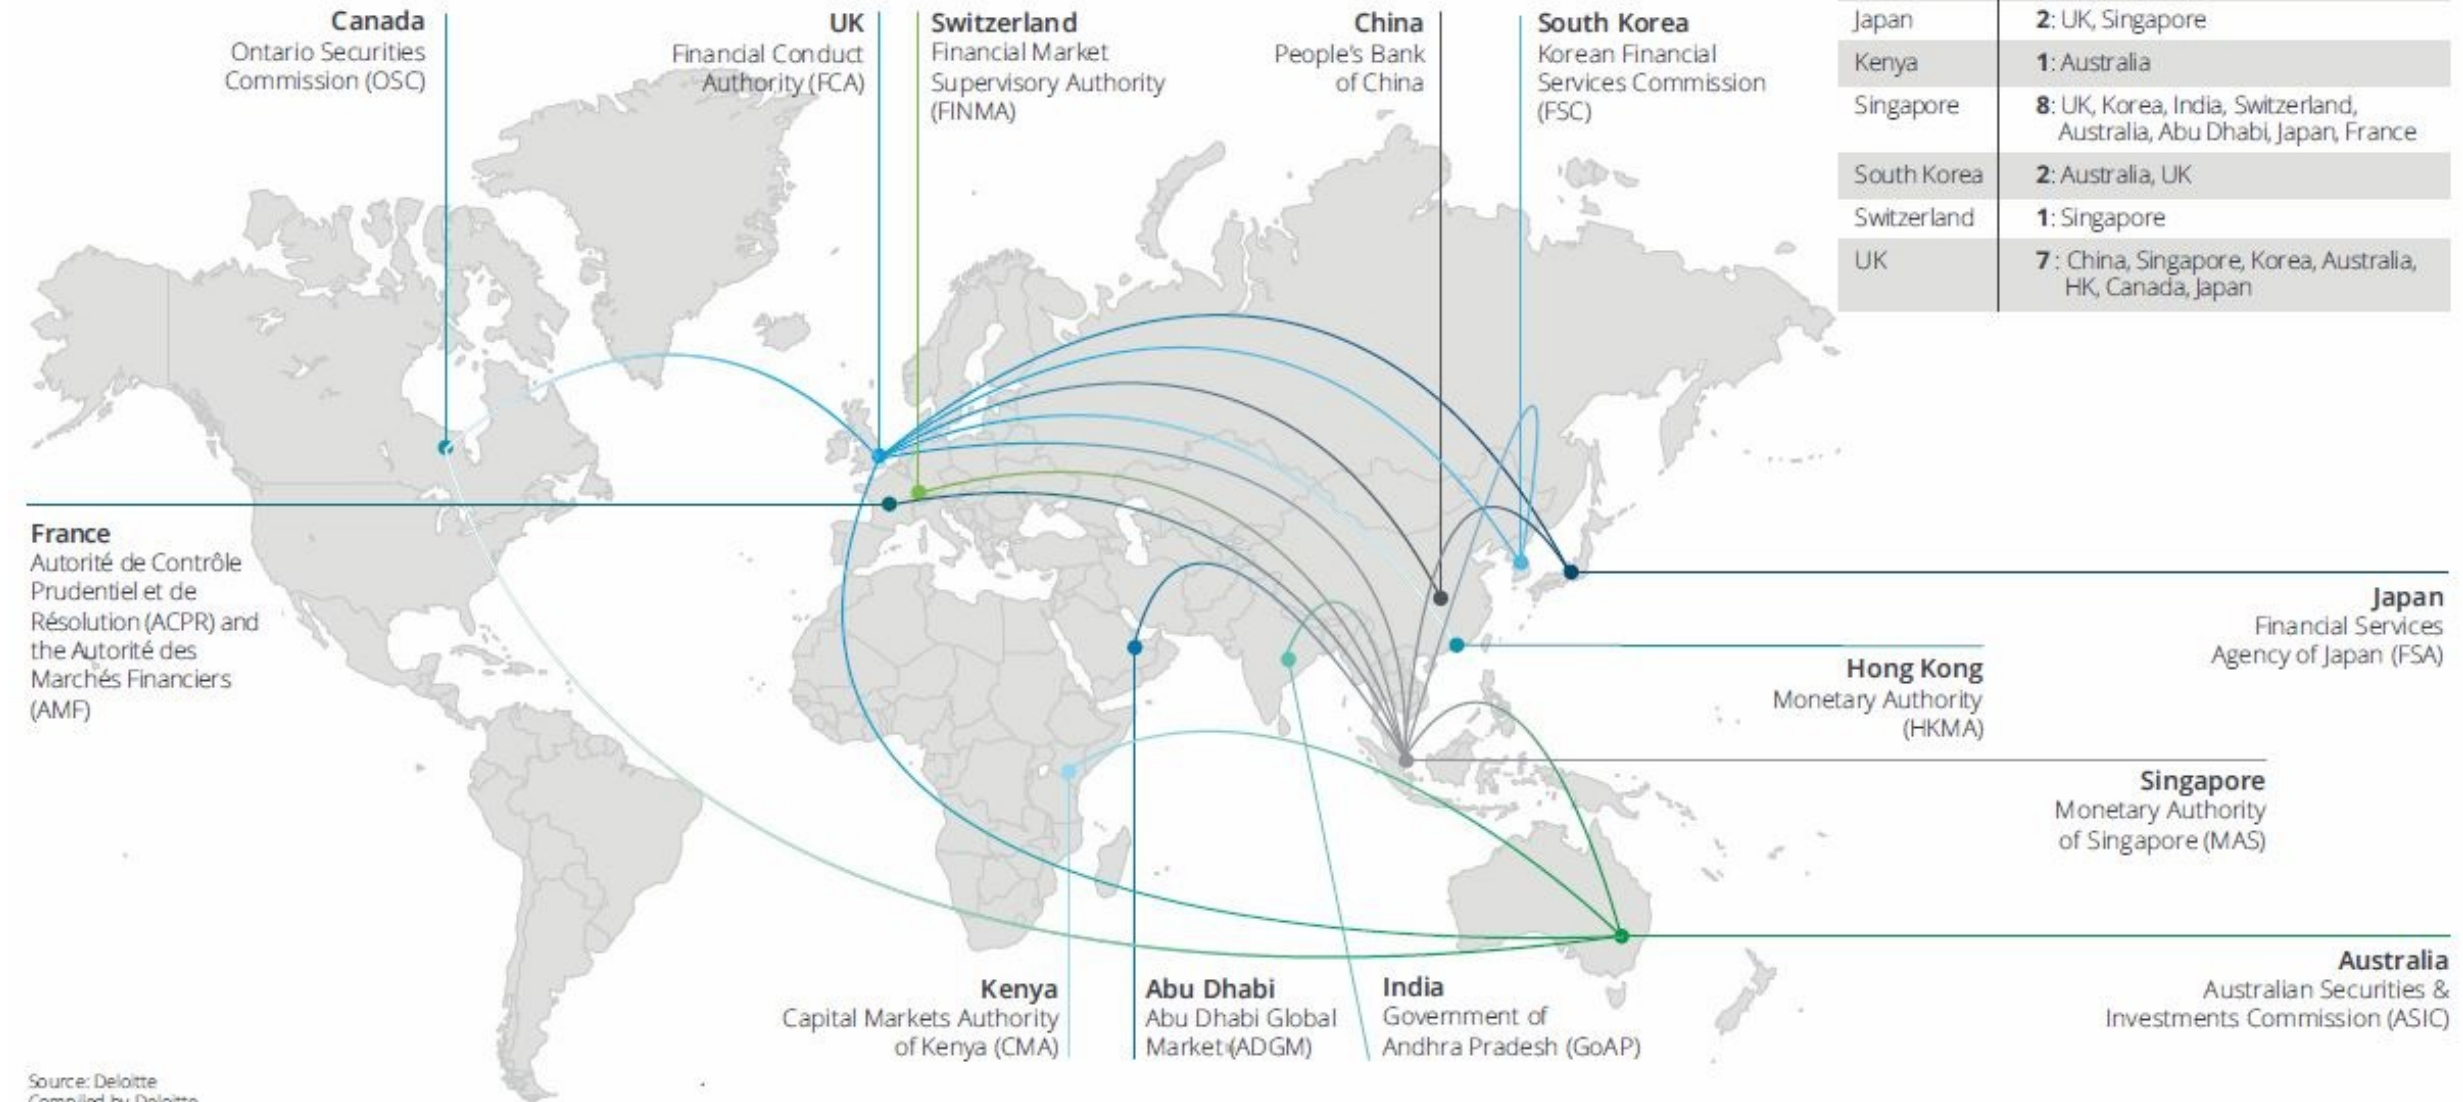 Canada
Ontario Securities
Commission (OSC)
UK
Financial Conduct
Authority (FCA)
Switzerland
Financial Market
Supervisory Authority
(FINMA)
China
People's Bank
of China
South Korea
Korean Financial
Services Commission
(FSC)
Japan 2: UK, Singapore
Kenya 1: Australia
Singapore 8: UK, Korea, India, Switzerland,
Australia, Abu Dhabi, Japan, France
South Korea 2: Australia, UK
Switzerland 1: Singapore
UK 7 : China, Singapore, Korea, Australia,
HK, Canada, Japan
France
Autorité de Contrôle
Prudentiel et de
Résolution (ACPR) and
the Autorité des
Marchés Financiers
(AMF)
Japan
Financial Services
Agency of Japan (FSA)
Hong Kong
Monetary Authority
(HKMA)
Singapore
Monetary Authority
of Singapore (MAS)
Australia
Australian Securities &
Investments Commission (ASIC)
Kenya
Capital Markets Authority
of Kenya (CMA)
Abu Dhabi
Abu Dhabi Global
Market (ADGM)
India
Government of
Andhra Pradesh (GoAP)
Source: Deloitte
Compiled by Deloitte